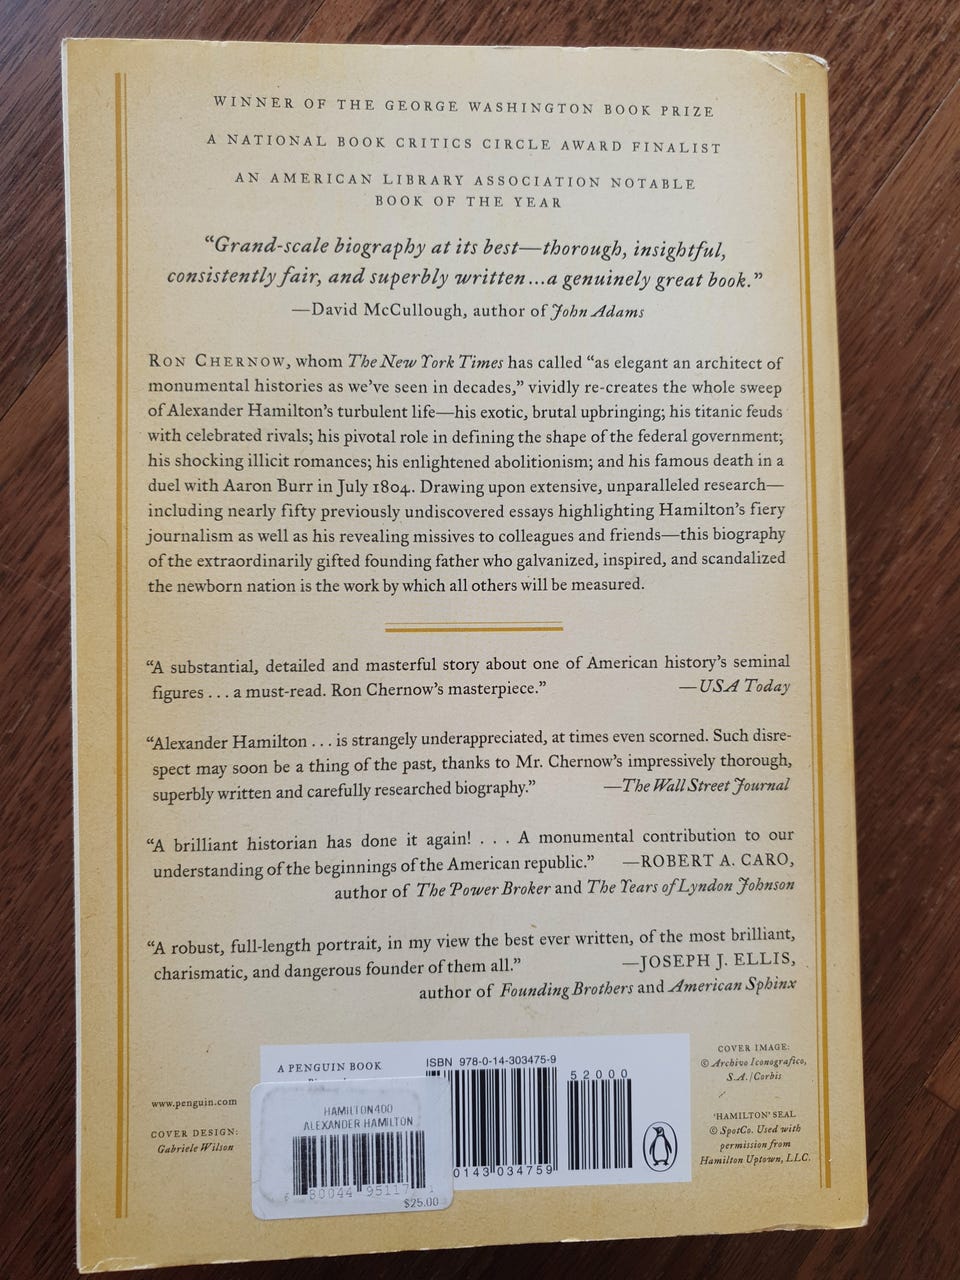 WINNER OF THE GEORGE WASHINGTON BOOK PRIZE
A NATIONAL BOOK CRITICS CIRCLE AWARD FINALIST
AN AMERICAN LIBRARY ASSOCIATION NOTABLE
BOOK OF THE YEAR
“Grand-scale biography at its best—thorough, insightful,
consistently fair, and superbly written...a genuinely great book.”
—David McCullough, author of John Adams
RON CHERNOW, whom The New York Times has called “as elegant an architect of
monumental histories as we’ve seen in decades,” vividly re-creates the whole sweep
of Alexander Hamilton’s turbulent life—his exotic, brutal upbringing; his titanic feuds
with celebrated rivals; his pivotal role in defining the shape of the federal government;
his shocking illicit romances; his enlightened abolitionism; and his famous death in a
duel with Aaron Burr in July 1804. Drawing upon extensive, unparalleled research—
including nearly fifty previously undiscovered essays highlighting Hamilton’s fiery
journalism as well as his revealing missives to colleagues and friends—this biography
of the extraordinarily gifted founding father who galvanized, inspired, and scandalized
the newborn nation is the work by which all others will be measured.
“A substantial, detailed and masterful story about one of American history’s seminal
figures . . . a must-read. Ron Chernow’s masterpiece.” —USA Today
“Alexander Hamilton . . . is strangely underappreciated, at times even scorned. Such disre-
spect may soon be a thing of the past, thanks to Mr. Chernow’s impressively thorough,
superbly written and carefully researched biography.” —The Wall Street Journal
“A brilliant historian has done it again! . . . A monumental contribution to our
understanding of the beginnings of the American republic.” —ROBERT A. CARO,
author of The Power Broker and The Years of Lyndon Johnson
“A robust, full-length portrait, in my view the best ever written, of the most brilliant,
charismatic, and dangerous founder of them all.” —JOSEPH J. ELLIS,
author of Founding Brothers and American Sphinx
www.penguin.com
COVER DESIGN:
Gabriele Wilson
A PENGUIN BOOK
ISBN 978-0-14-303475-9
52000
0143 034759
HAMILTON400
ALEXANDER HAMILTON
80044 95117 1
$25.00
COVER IMAGE:
© Archivo Iconografico,
S.A./Corbis
‘HAMILTON’ SEAL
© SpotCo. Used with
permission from
Hamilton Uptown, LLC.